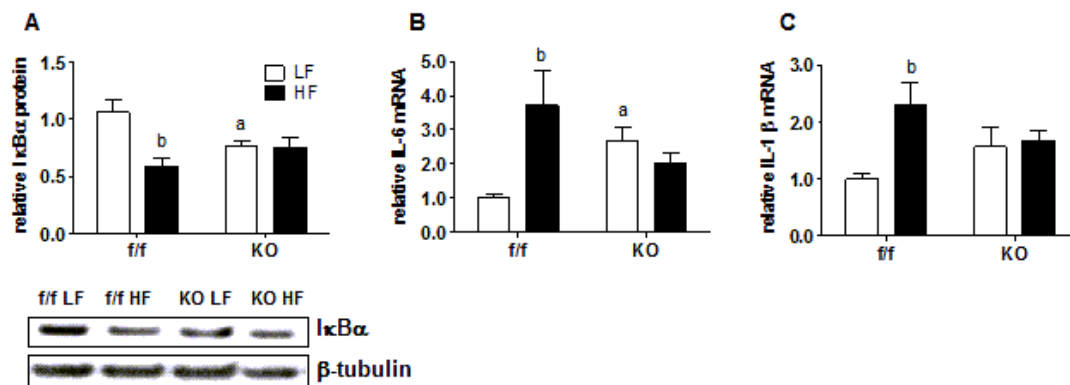 A
relative IκBα protein
1.5
1.0
0.5
0.0
LF
HF
b
a
f/f
KO
f/f LF
f/f HF
KO LF
KO HF
IκBα
β-tubulin
B
relative IL-6 mRNA
5.0
4.0
3.0
2.0
1.0
0.0
b
a
f/f
KO
C
relative IL-1 β mRNA
3.0
2.0
1.0
0.0
b
f/f
KO